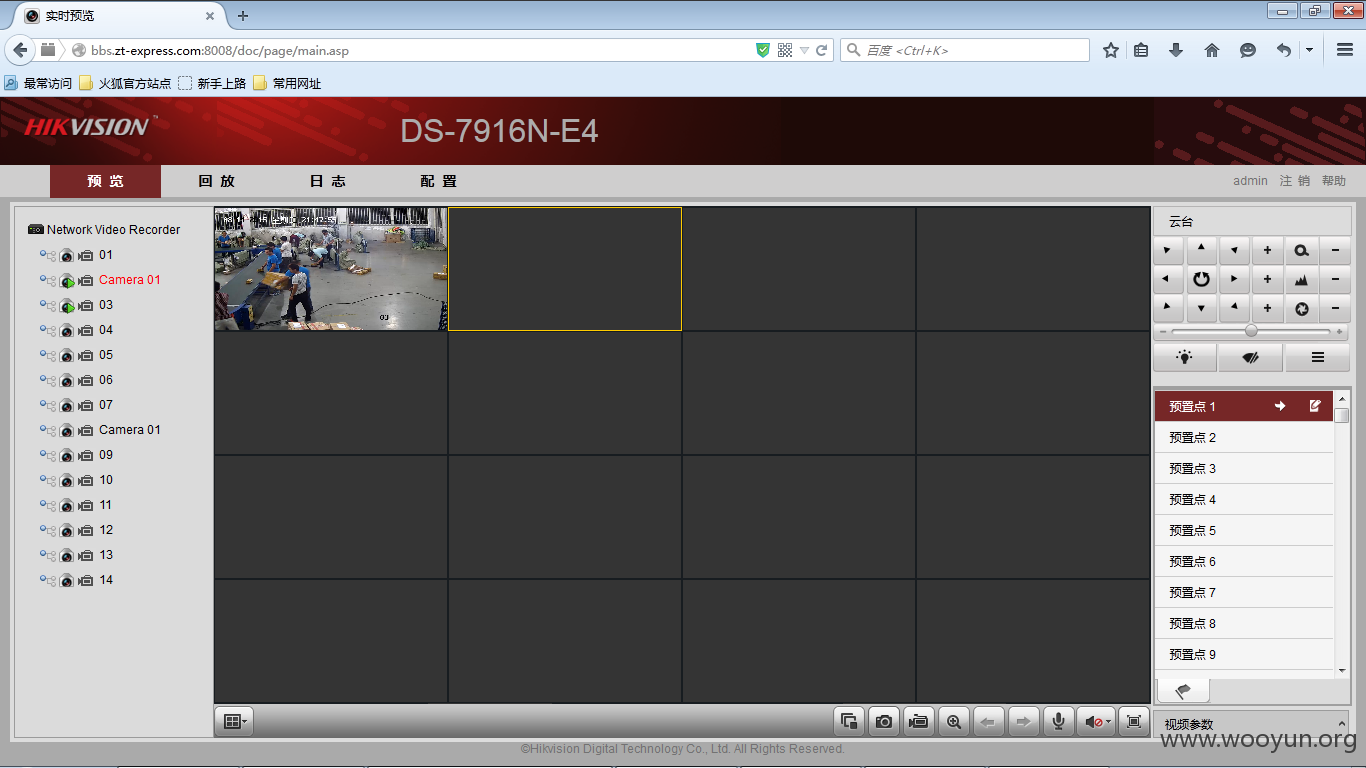 实时预览
bbs.zt-express.com:8008/doc/page/main.asp
百度 <Ctrl+K>
最常访问 火狐官方站点 新手上路 常用网址
HIKVISION™
DS-7916N-E4
预 览 回 放 日 志 配 置 admin 注 销 帮助
Network Video Recorder
01
Camera 01
03
04
05
06
07
Camera 01
09
10
11
12
13
14
03
云台
预置点 1
预置点 2
预置点 3
预置点 4
预置点 5
预置点 6
预置点 7
预置点 8
预置点 9
视频参数
©Hikvision Digital Technology Co., Ltd. All Rights Reserved.
www.wooyun.org